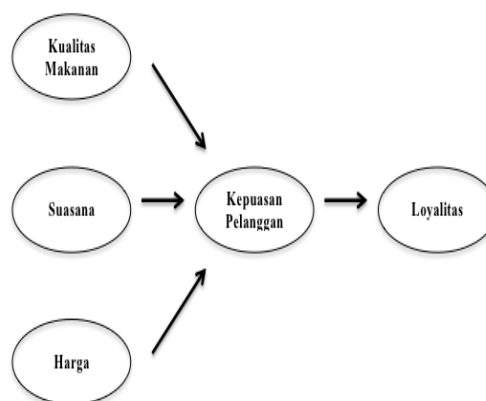 Kualitas
Makanan
Suasana
Kepuasan
Pelanggan
Loyalitas
Harga